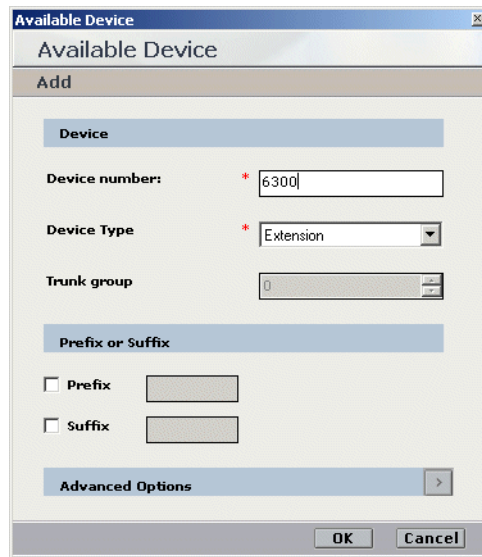 Available Device
Available Device
Add
Device
Device number: * 6300
Device Type * Extension
Trunk group 0
Prefix or Suffix
Prefix
Suffix
Advanced Options >
OK Cancel